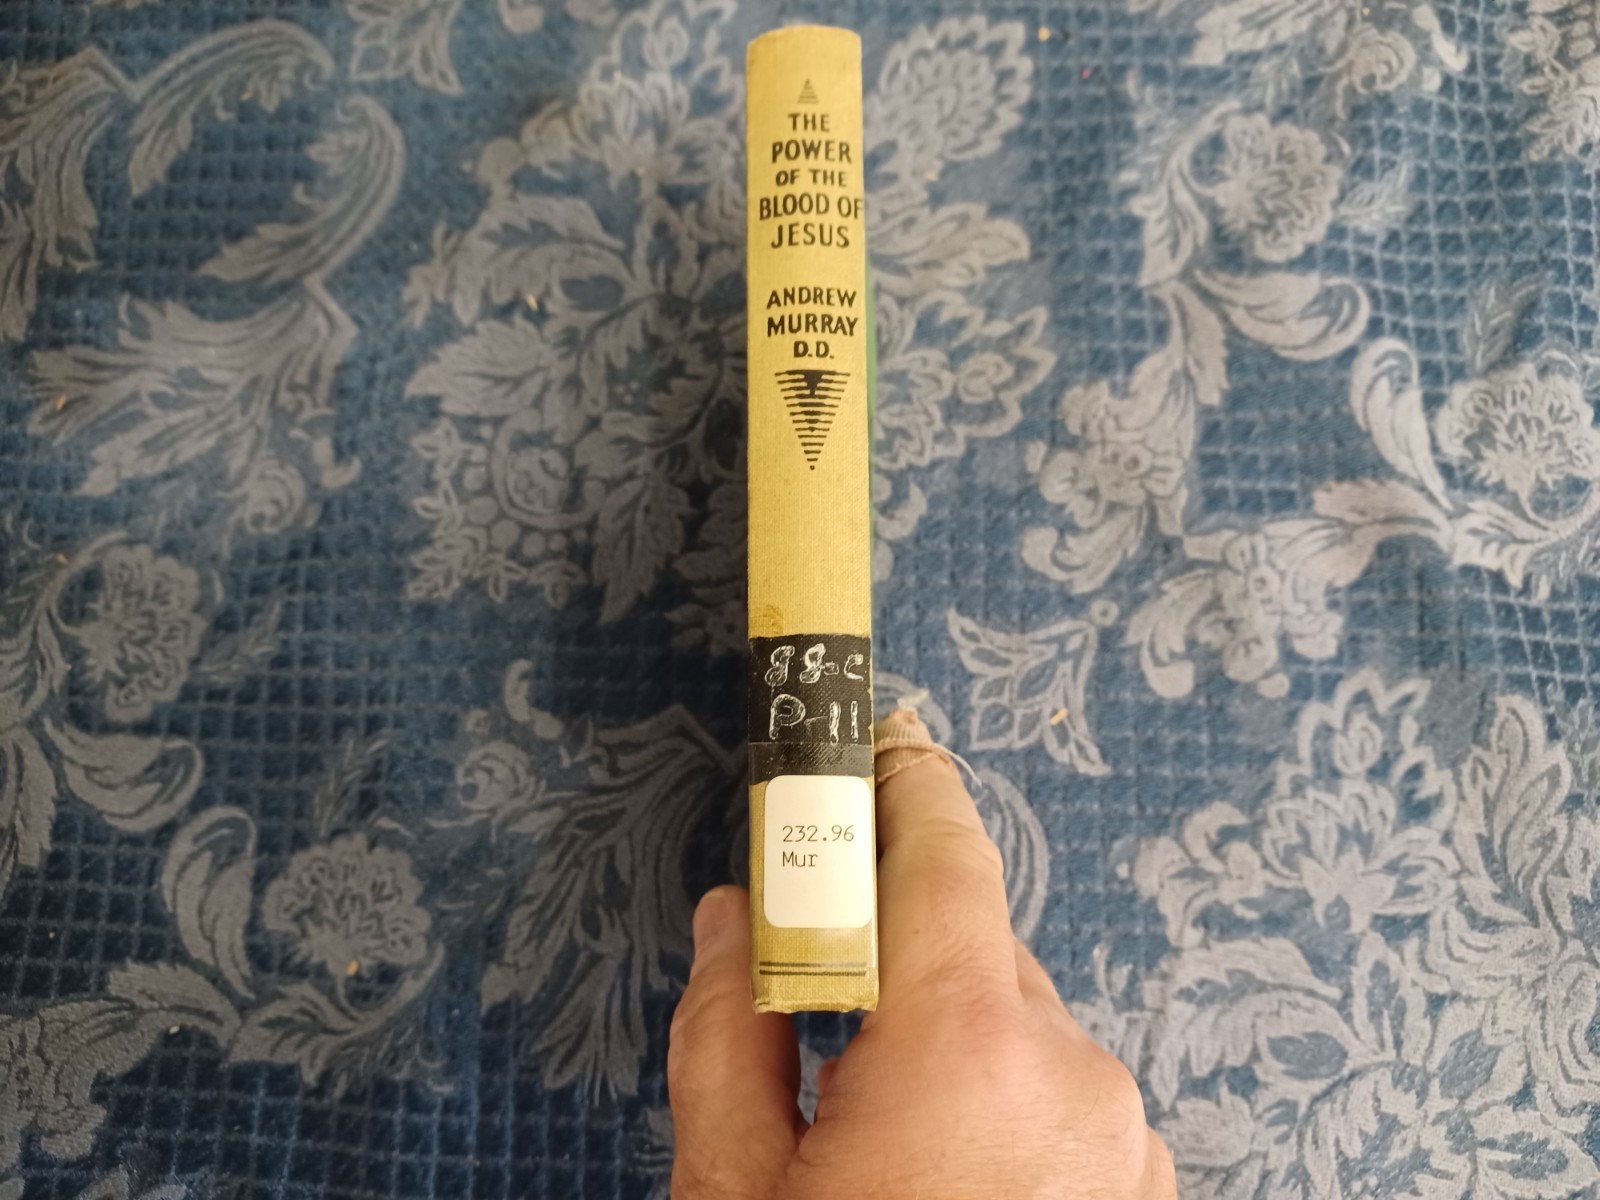 THE
POWER
OF THE
BLOOD OF
JESUS
ANDREW
MURRAY
D.D.
P-11
232.96
Mur